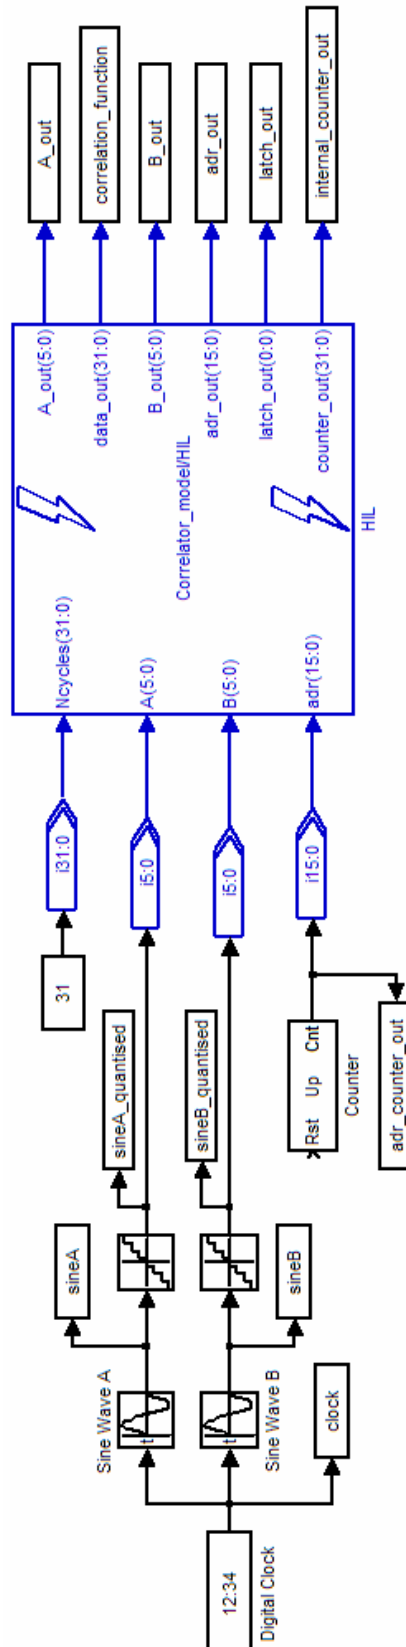 12:34
Digital Clock
clock
Sine Wave A
t
Sine Wave B
t
sineA
sineB
sineA_quantised
sineB_quantised
31
Rst Up Cnt
Counter
adr_counter_out
i31:0
i5:0
i5:0
i15:0
Ncycles(31:0)
A(5:0)
B(5:0)
adr(15:0)
Correlator_model/HIL
HIL
A_out(5:0)
data_out(31:0)
B_out(5:0)
adr_out(15:0)
latch_out(0:0)
counter_out(31:0)
A_out
correlation_function
B_out
adr_out
latch_out
internal_counter_out